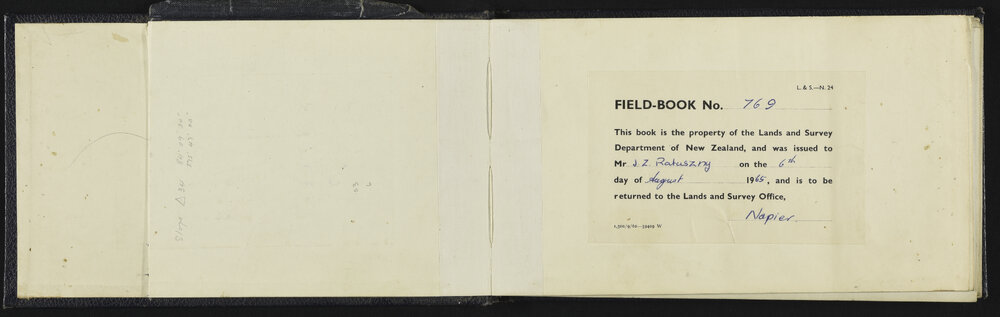 L. & S.—N. 24
FIELD-BOOK No. 769
This book is the property of the Lands and Survey
Department of New Zealand, and was issued to
Mr J. Z. Ratuszny on the 6th
day of August 1965, and is to be
returned to the Lands and Survey Office,
Napier.
Slope